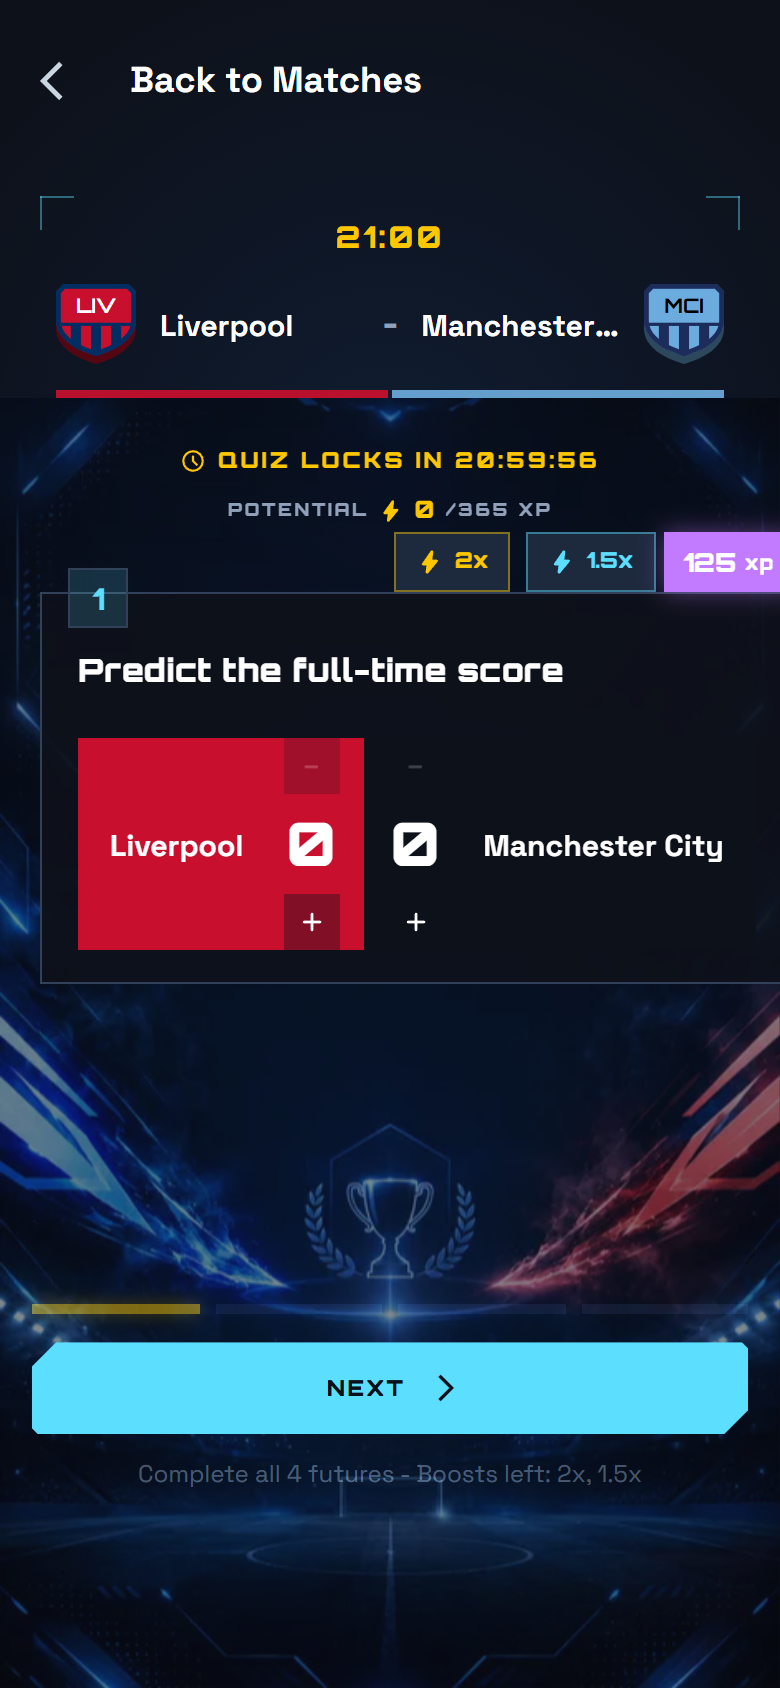 Back to Matches
21:00
LIV Liverpool - Manchester... MCI
QUIZ LOCKS IN 20:59:56
POTENTIAL 0 /365 XP
2x 1.5x 125 xp
1
Predict the full-time score
- -
Liverpool 0 0 Manchester City
+ +
NEXT
Complete all 4 futures - Boosts left: 2x, 1.5x